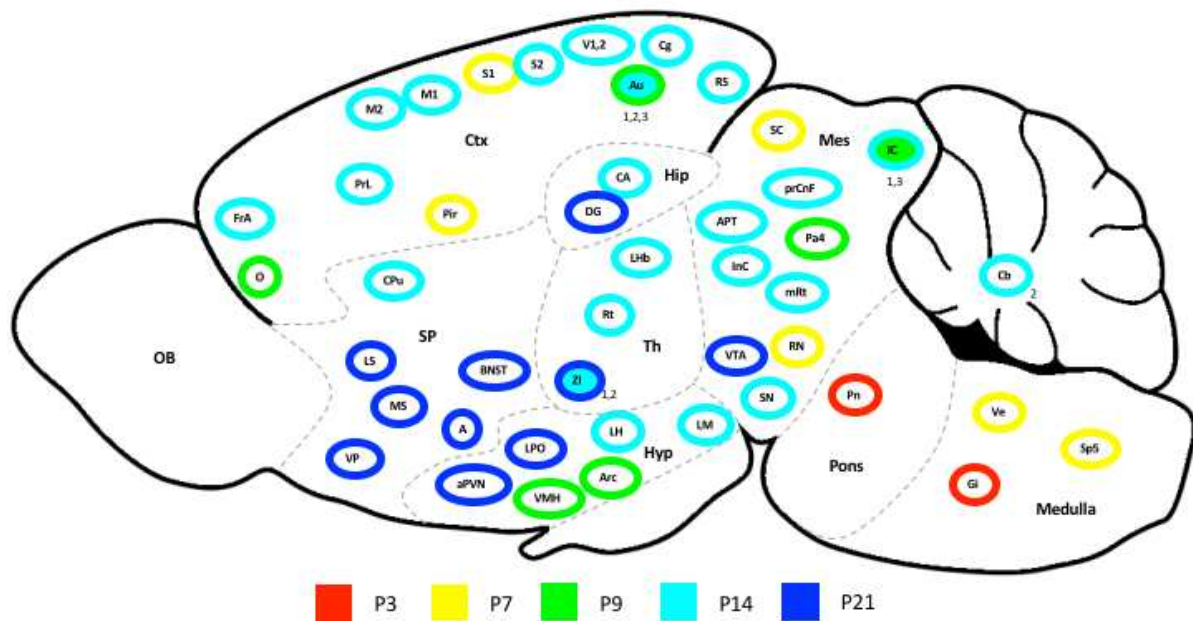 V1,2
Cg
S1
S2
Au
RS
M2
M1
1,2,3
SC
Mes
IC
Ctx
1,3
PrL
CA
Hip
prCnF
FrA
Pir
DG
APT
Pa4
O
CPu
LHb
InC
mRt
Cb
2
Rt
OB
SP
Th
LS
BNST
ZI
1,2
VTA
RN
MS
SN
Pn
Ve
A
LH
LM
VP
LPO
Hyp
Sp5
aPVN
VMH
Arc
Pons
Gi
Medulla
P3 P7 P9 P14 P21